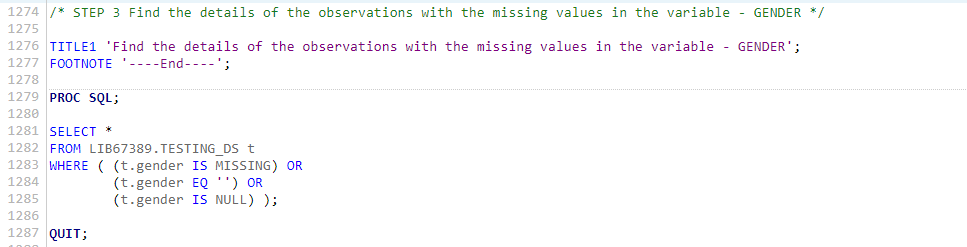 1274 /* STEP 3 Find the details of the observations with the missing values in the variable - GENDER */
1275
1276 TITLE1 'Find the details of the observations with the missing values in the variable - GENDER';
1277 FOOTNOTE '----End----';
1278
1279 PROC SQL;
1280
1281 SELECT *
1282 FROM LIB67389.TESTING_DS t
1283 WHERE ( (t.gender IS MISSING) OR
1284         (t.gender EQ '') OR
1285         (t.gender IS NULL) );
1286
1287 QUIT;